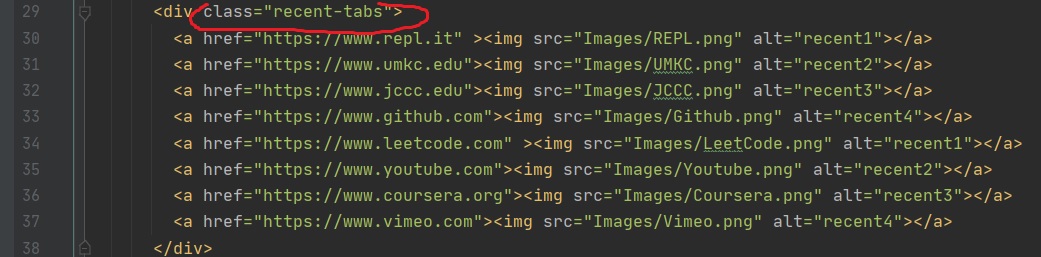 29 <div class="recent-tabs">
30 <a href="https://www.repl.it" ><img src="Images/REPL.png" alt="recent1"></a>
31 <a href="https://www.umkc.edu"><img src="Images/UMKC.png" alt="recent2"></a>
32 <a href="https://www.jccc.edu"><img src="Images/JCCC.png" alt="recent3"></a>
33 <a href="https://www.github.com"><img src="Images/Github.png" alt="recent4"></a>
34 <a href="https://www.leetcode.com" ><img src="Images/LeetCode.png" alt="recent1"></a>
35 <a href="https://www.youtube.com"><img src="Images/Youtube.png" alt="recent2"></a>
36 <a href="https://www.coursera.org"><img src="Images/Coursera.png" alt="recent3"></a>
37 <a href="https://www.vimeo.com"><img src="Images/Vimeo.png" alt="recent4"></a>
38 </div>